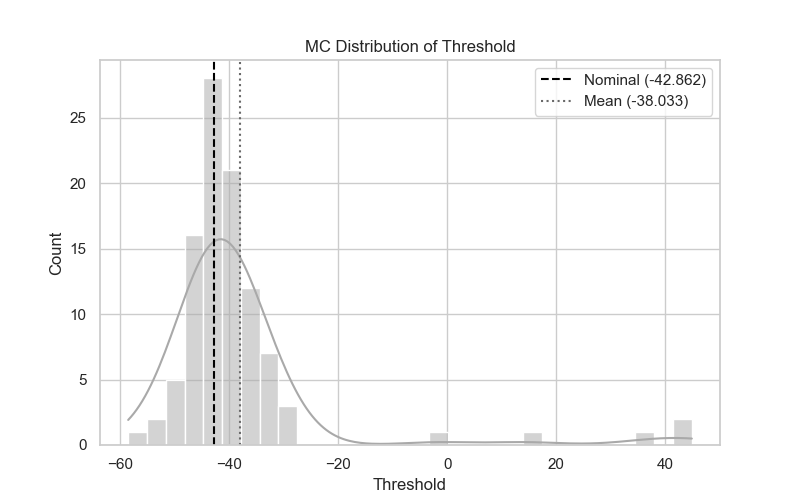 MC Distribution of Threshold
Nominal (-42.862)
Mean (-38.033)
Count
25
20
15
10
5
0
−60
−40
−20
0
20
40
Threshold